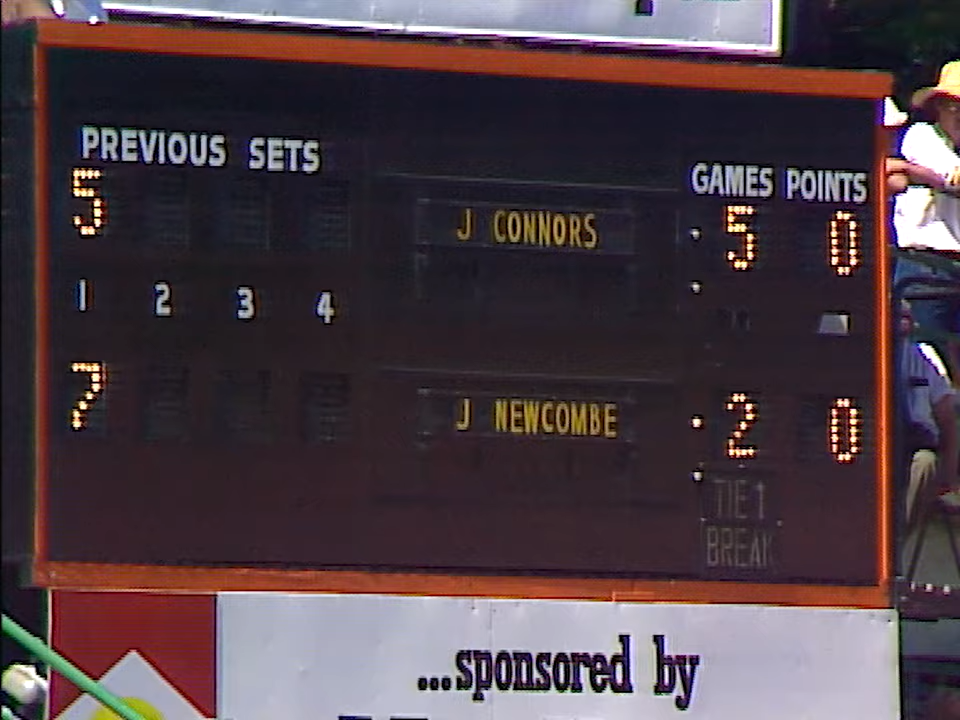 PREVIOUS SETS
GAMES POINTS
5 J CONNORS 5 0
1 2 3 4
7 J NEWCOMBE 2 0
TIE
BREAK
...sponsored by